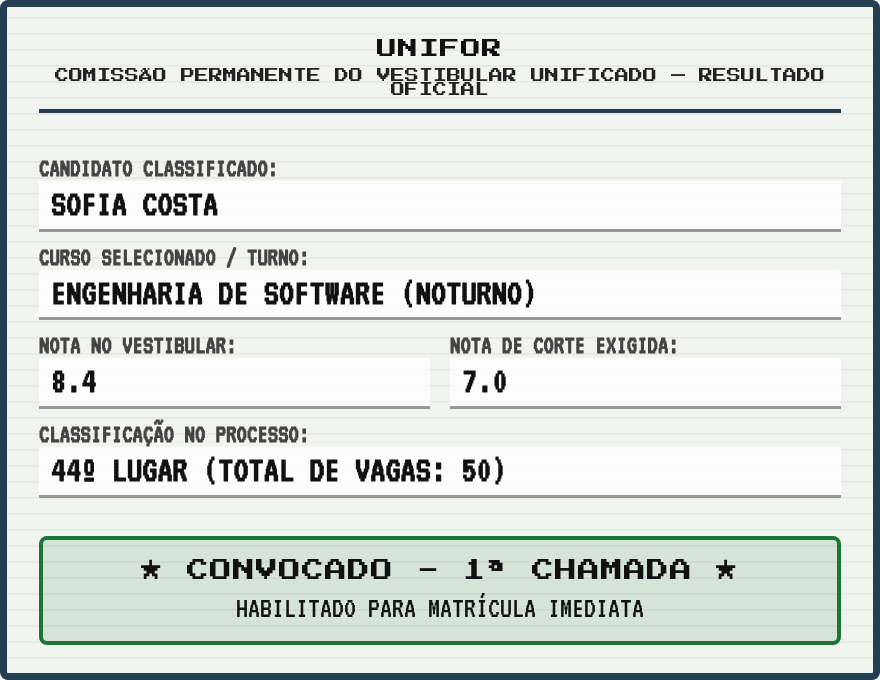 UNIFOR
COMISSÃO PERMANENTE DO VESTIBULAR UNIFICADO — RESULTADO
OFICIAL
CANDIDATO CLASSIFICADO:
SOFIA COSTA
CURSO SELECIONADO / TURNO:
ENGENHARIA DE SOFTWARE (NOTURNO)
NOTA NO VESTIBULAR:
8.4
NOTA DE CORTE EXIGIDA:
7.0
CLASSIFICAÇÃO NO PROCESSO:
44º LUGAR (TOTAL DE VAGAS: 50)
★ CONVOCADO — 1ª CHAMADA ★
HABILITADO PARA MATRÍCULA IMEDIATA